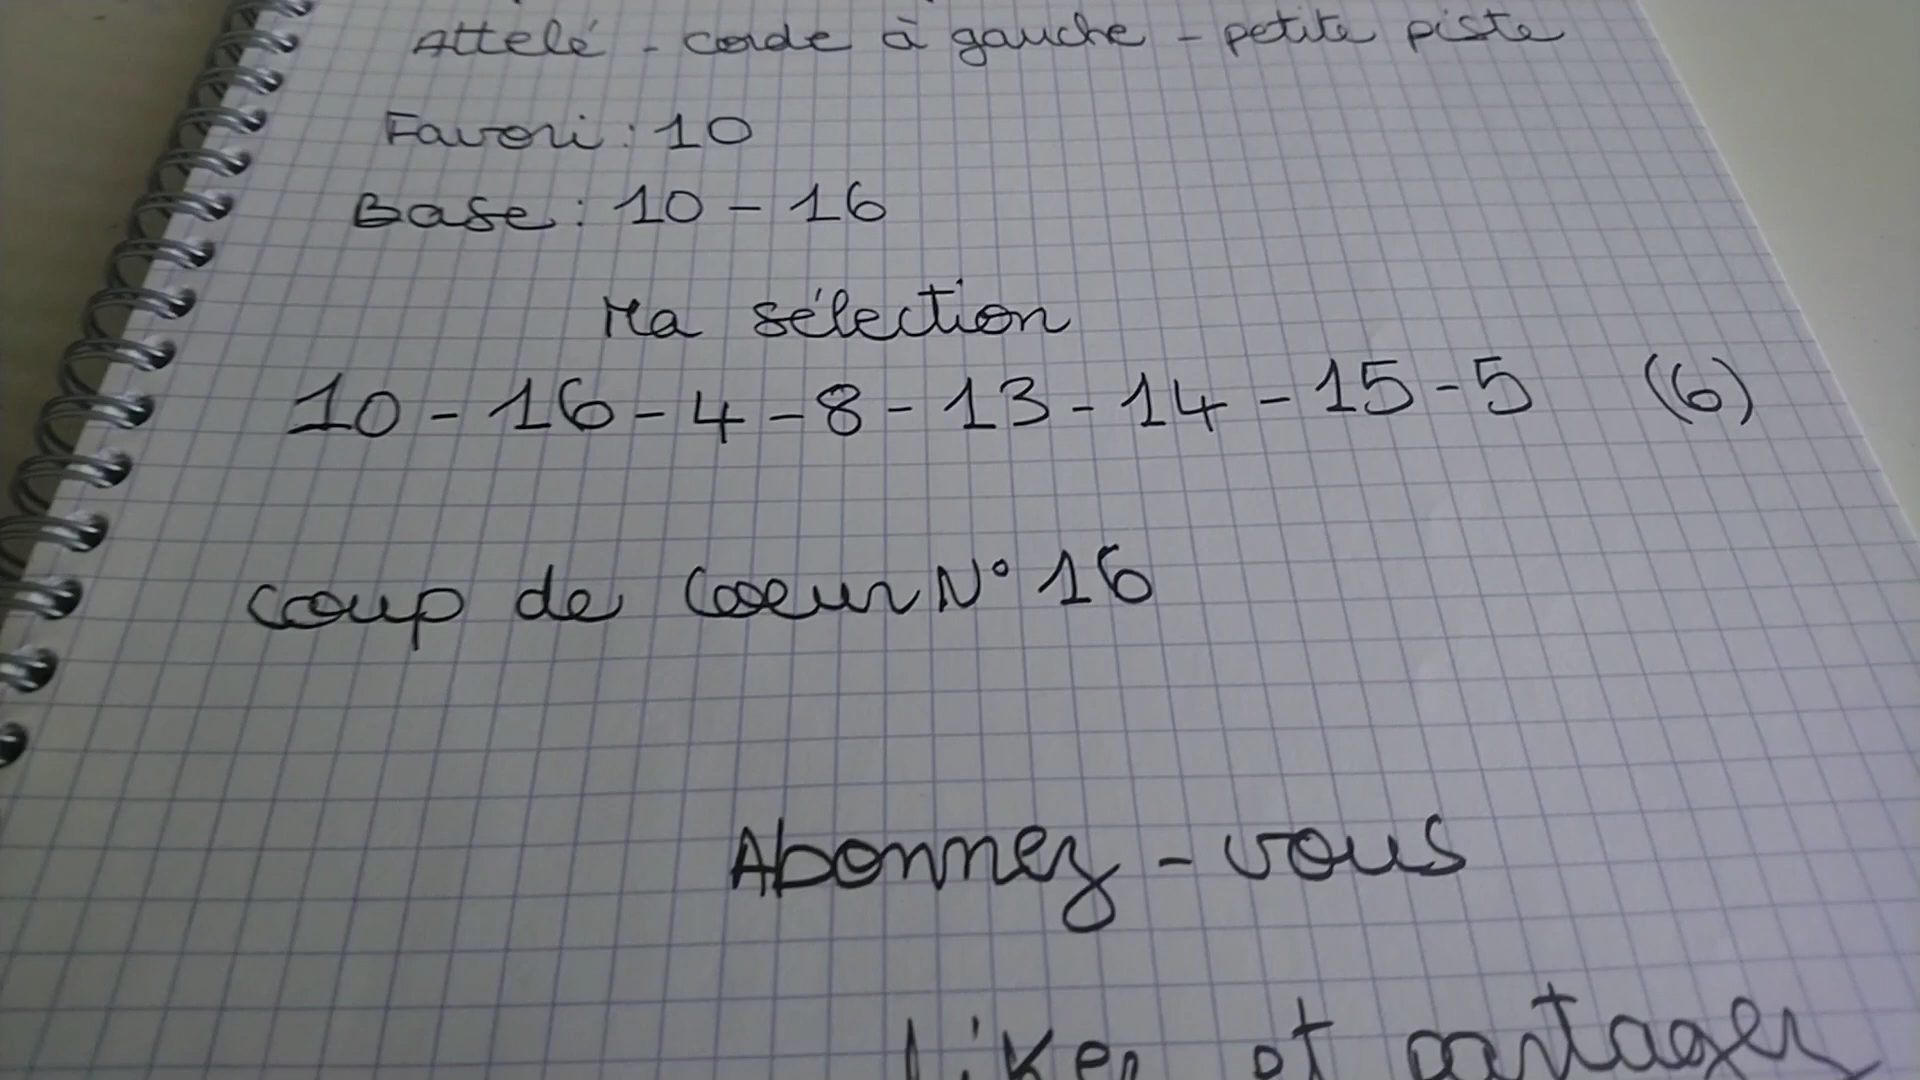 Attelé - corde à gauche - petite piste
Favori : 10
Base : 10 - 16
Ma sélection
10 - 16 - 4 - 8 - 13 - 14 - 15 - 5 (6)
Coup de Coeur N° 16
Abonnez - vous
liker et partager